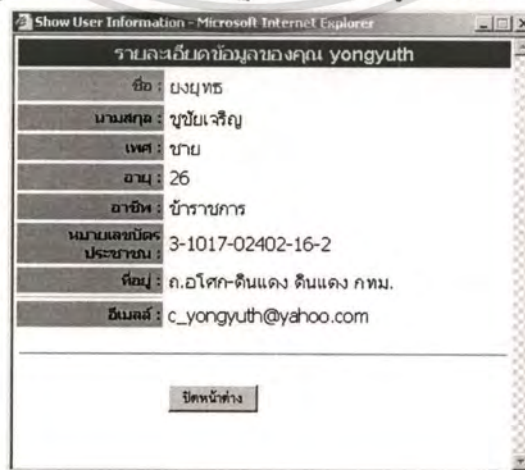 Show User Information - Microsoft Internet Explorer
รายละเอียดข้อมูลของคุณ yongyuth
ชื่อ : ยงยุทธ
นามสกุล : ชูชัยเจริญ
เพศ : ชาย
อายุ : 26
อาชีพ : ข้าราชการ
หมายเลขบัตร
ประชาชน : 3-1017-02402-16-2
ที่อยู่ : ถ.อโศก-ดินแดง ดินแดง กทม.
อีเมลล์ : c_yongyuth@yahoo.com
ปิดหน้าต่าง